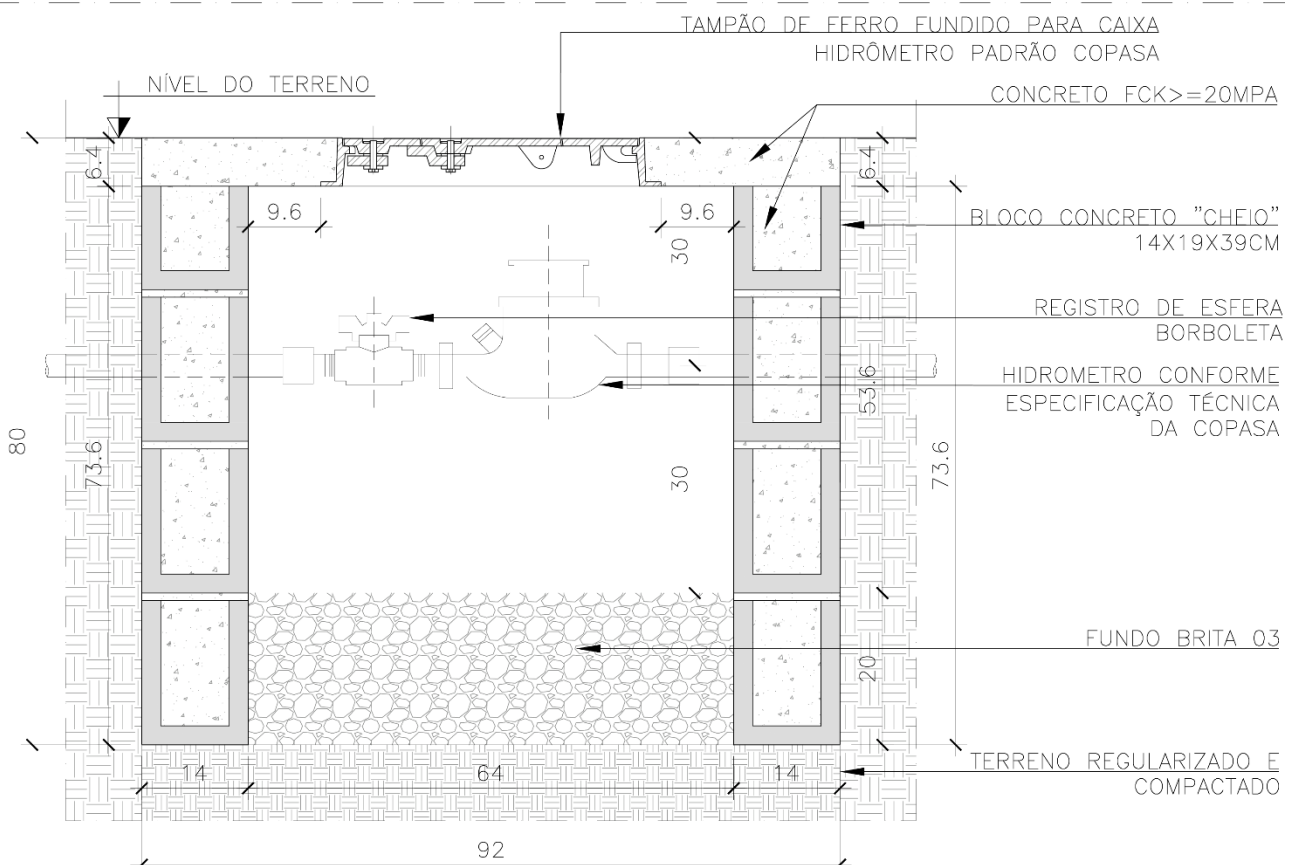 TAMPÃO DE FERRO FUNDIDO PARA CAIXA
HIDRÔMETRO PADRÃO COPASA
NÍVEL DO TERRENO
CONCRETO FCK>=20MPA
6.4
6.4
9.6
9.6
30
BLOCO CONCRETO "CHEIO"
14X19X39CM
REGISTRO DE ESFERA
BORBOLETA
HIDROMETRO CONFORME
ESPECIFICAÇÃO TÉCNICA
DA COPASA
53.6
80
73.6
30
73.6
FUNDO BRITA 03
20
TERRENO REGULARIZADO E
COMPACTADO
14
64
14
92